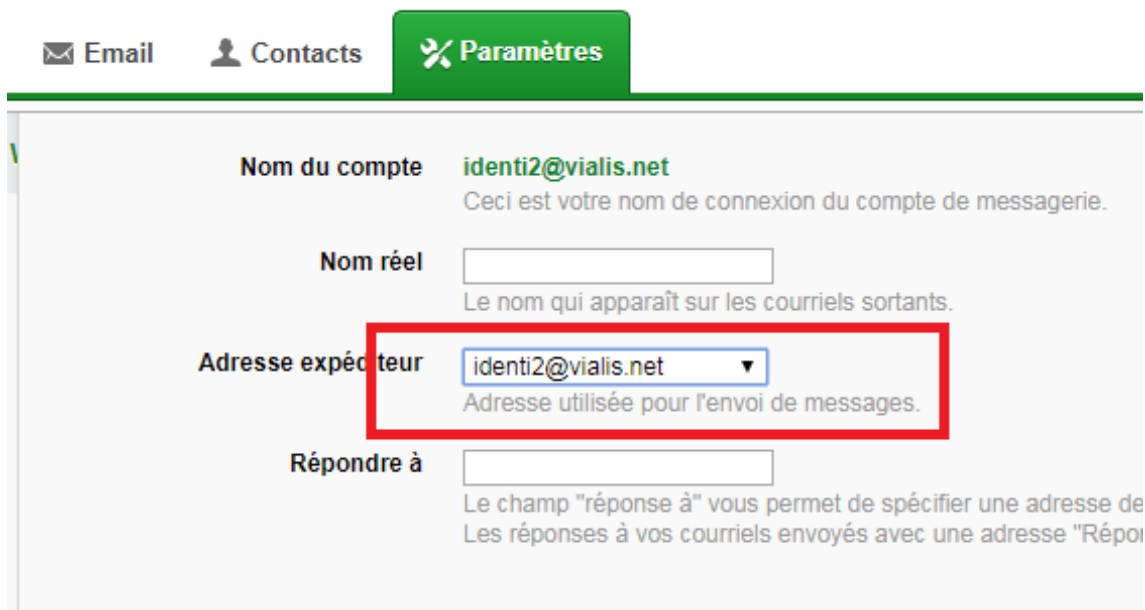 Email Contacts Paramètres
Nom du compte identi2@vialis.net
Ceci est votre nom de connexion du compte de messagerie.
Nom réel
Le nom qui apparaît sur les courriels sortants.
Adresse expéditeur identi2@vialis.net
Adresse utilisée pour l'envoi de messages.
Répondre à
Le champ "réponse à" vous permet de spécifier une adresse de
Les réponses à vos courriels envoyés avec une adresse "Répon